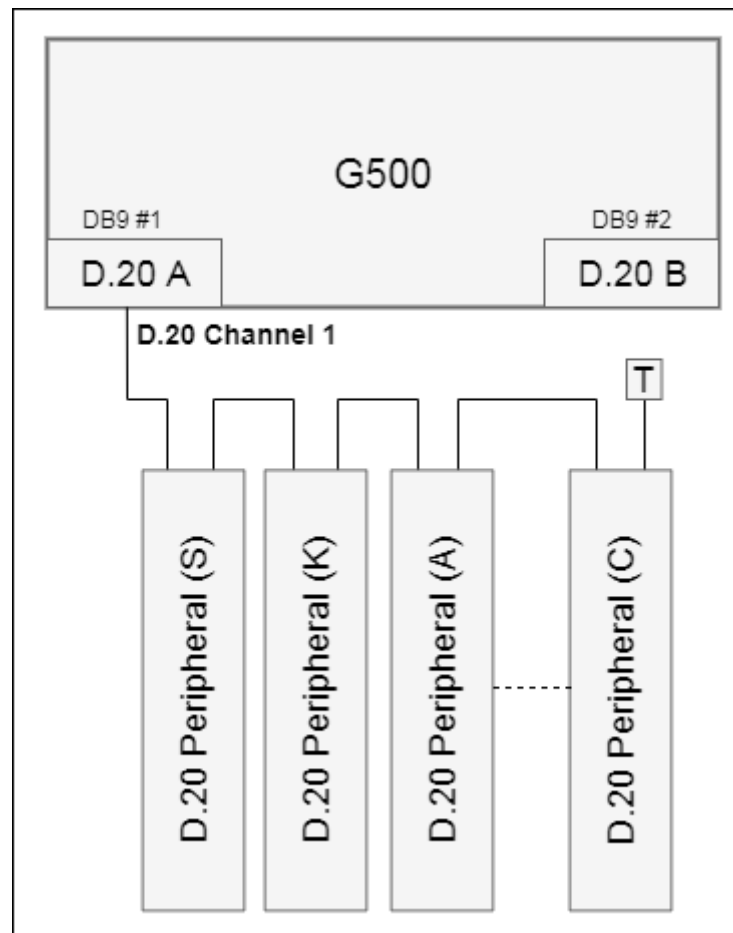 G500
DB9 #1
DB9 #2
D.20 A
D.20 B
D.20 Channel 1
T
D.20 Peripheral (S)
D.20 Peripheral (K)
D.20 Peripheral (A)
D.20 Peripheral (C)